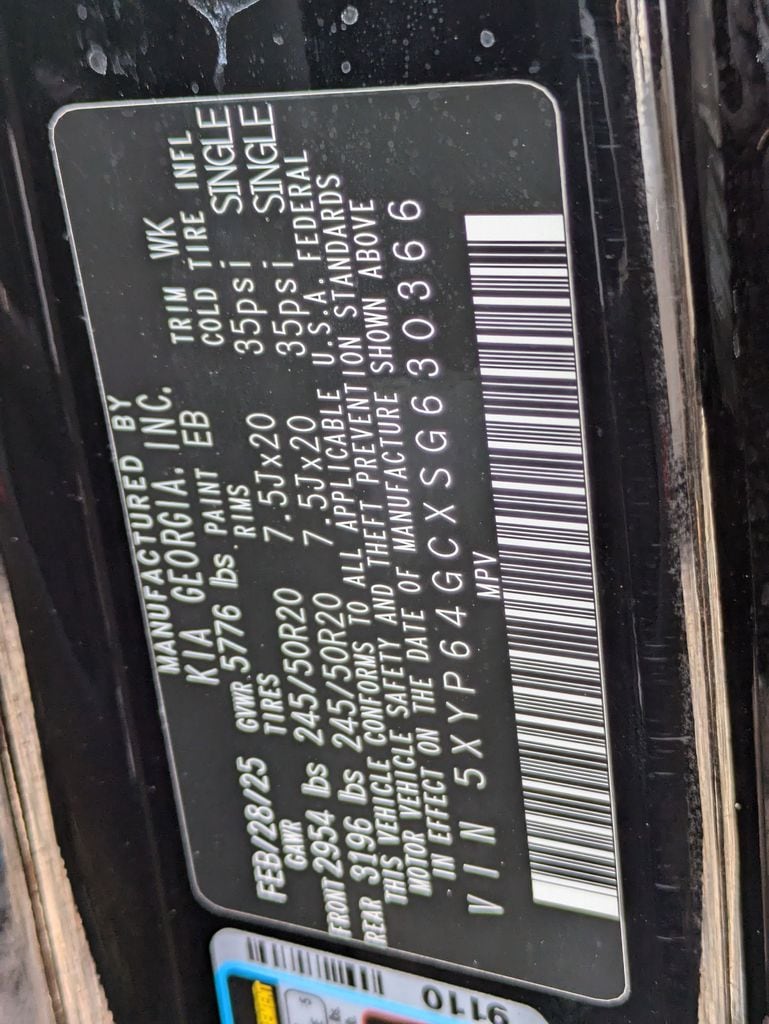 MANUFACTURED BY
KIA GEORGIA. INC.
FEB/28/25 GVWR 5776 lbs. PAINT EB TRIM WK
GAWR TIRES RIMS COLD TIRE INFL
FRONT 2954 lbs 245/50R20 7.5Jx20 35psi SINGLE
REAR 3196 lbs 245/50R20 7.5Jx20 35psi SINGLE
THIS VEHICLE CONFORMS TO ALL APPLICABLE U.S.A. FEDERAL
MOTOR VEHICLE SAFETY AND THEFT PREVENTION STANDARDS
IN EFFECT ON THE DATE OF MANUFACTURE SHOWN ABOVE
VIN 5XYP64GCXSG630366
MPV
9110